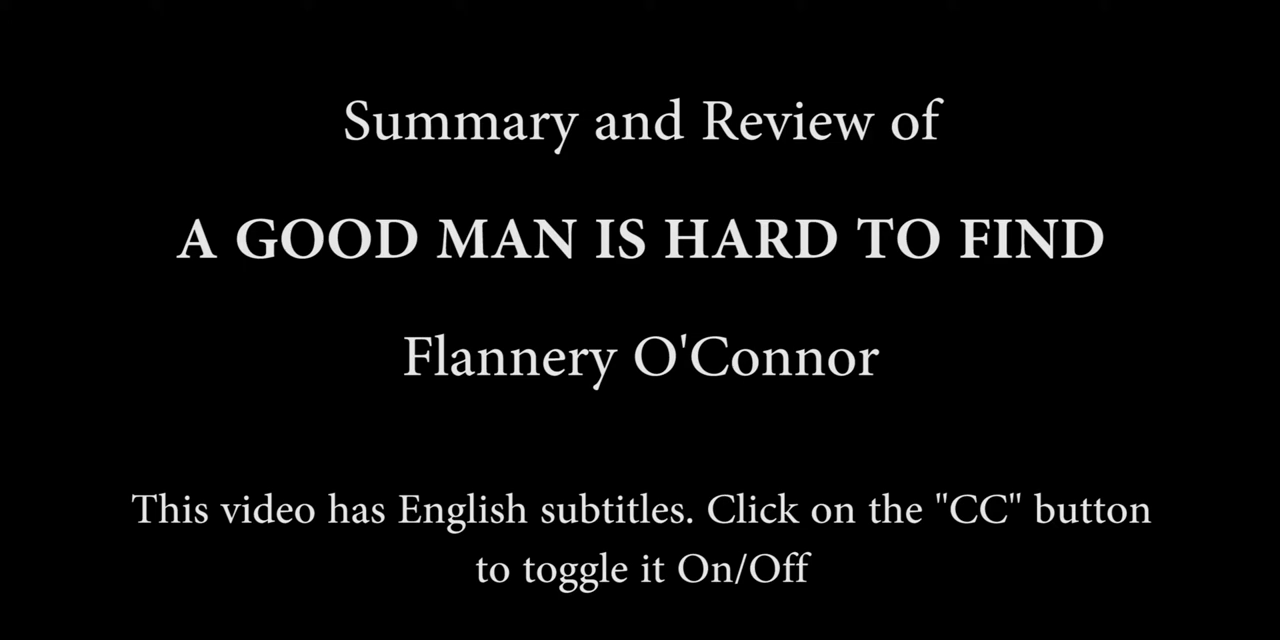 Summary and Review of
A GOOD MAN IS HARD TO FIND
Flannery O'Connor
This video has English subtitles. Click on the "CC" button
to toggle it On/Off